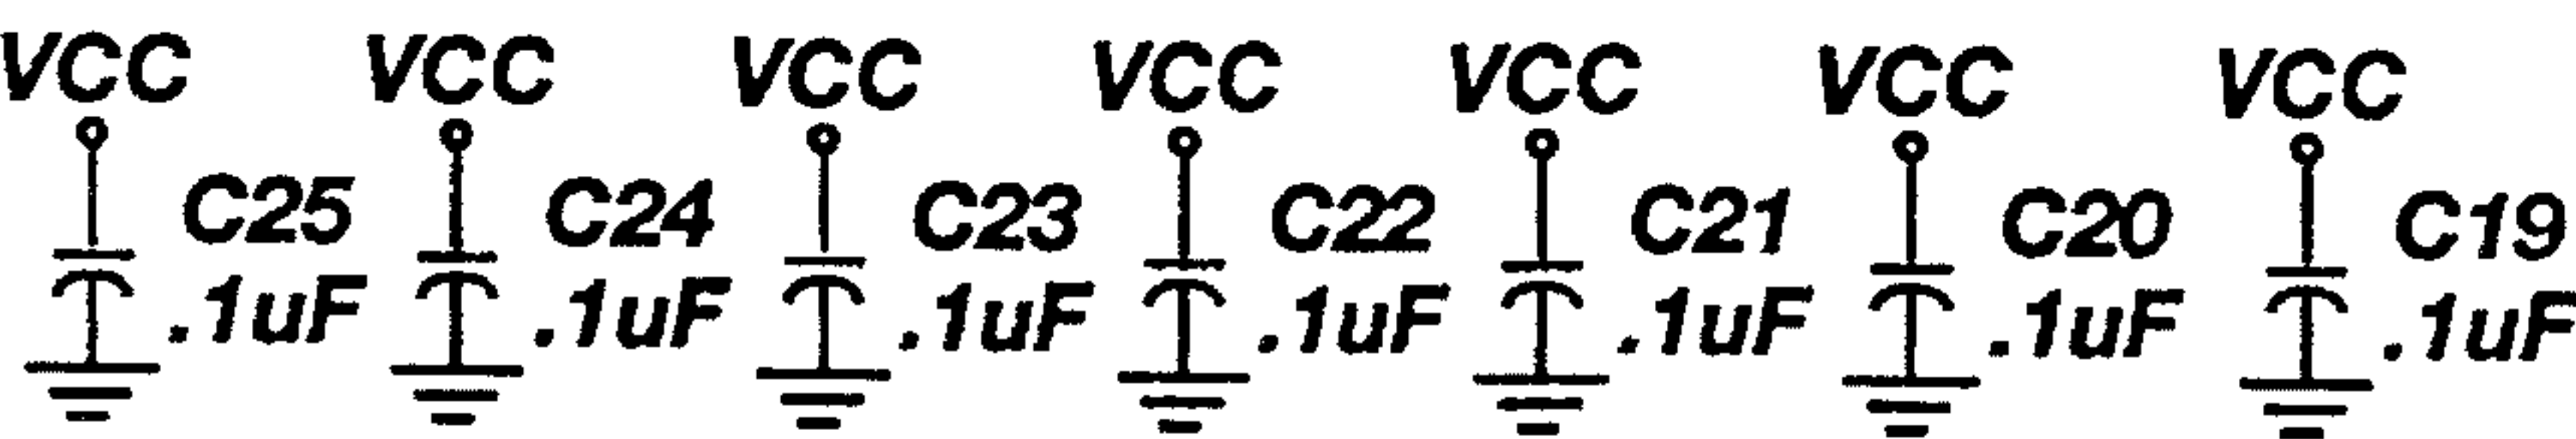 VCC VCC VCC VCC VCC VCC VCC
C25 C24 C23 C22 C21 C20 C19
.1uF .1uF .1uF .1uF .1uF .1uF .1uF